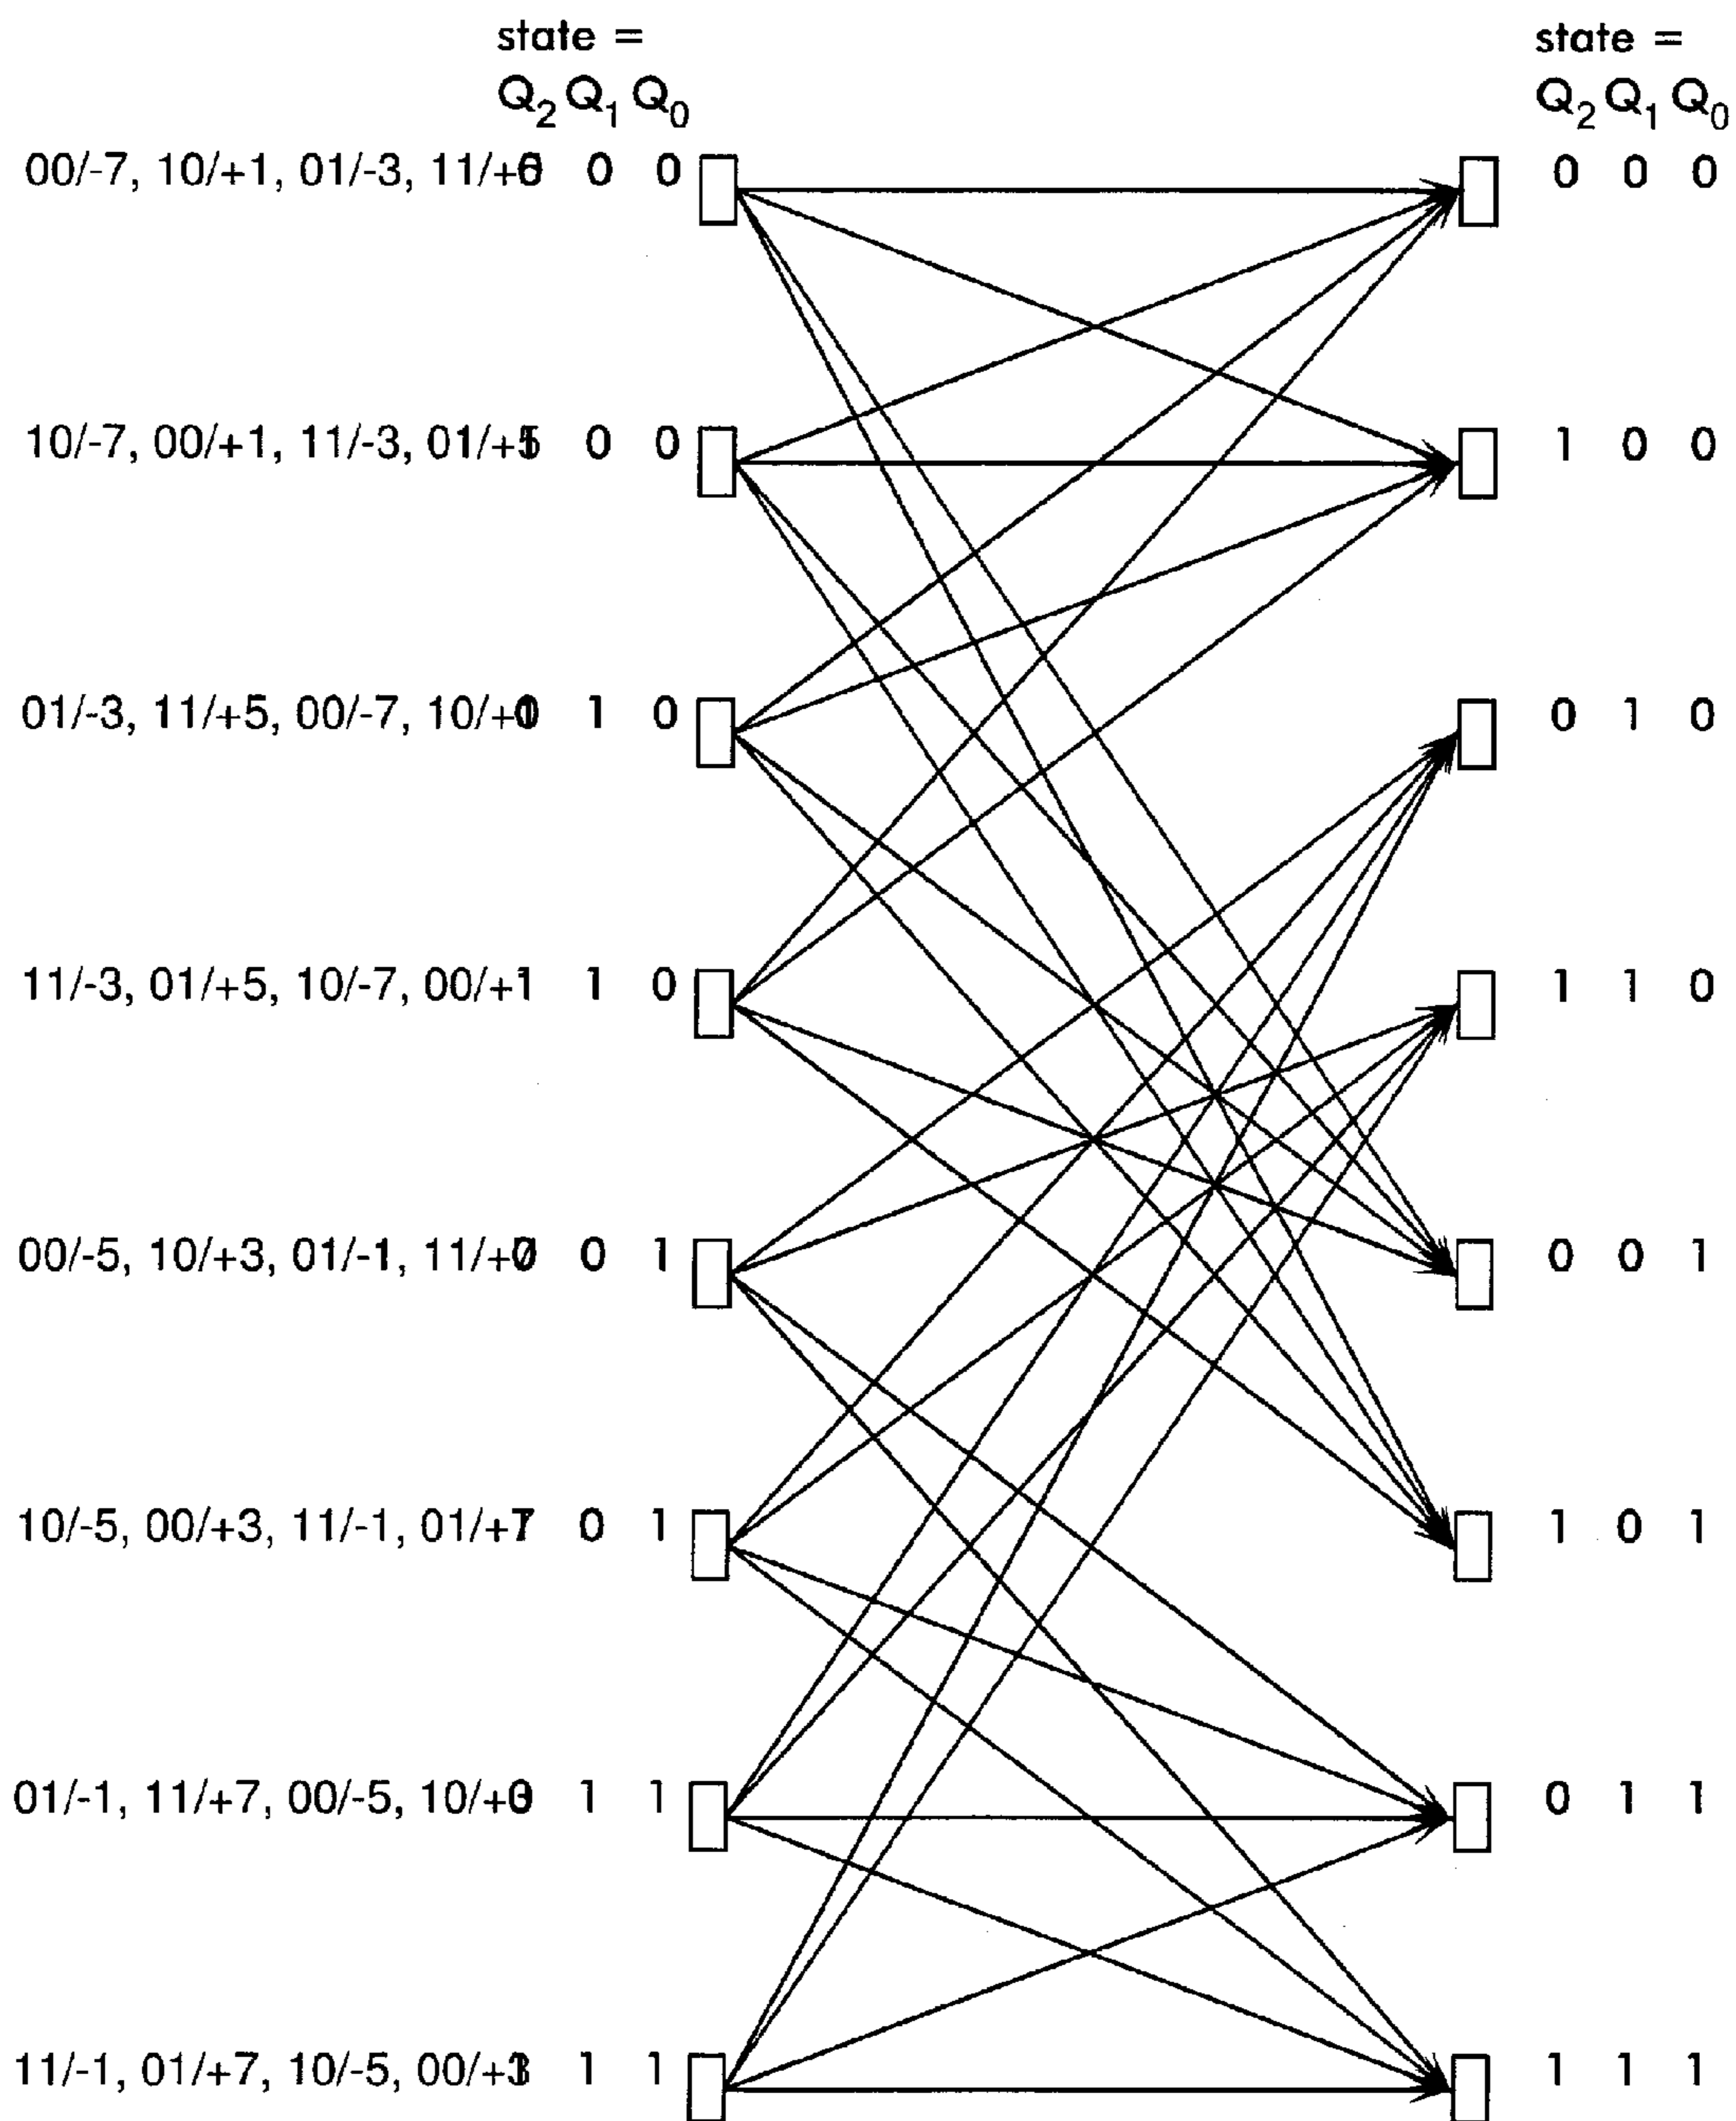 state = state =
Q2 Q1 Q0 Q2 Q1 Q0
00/-7, 10/+1, 01/-3, 11/+5 0 0 0 0 0 0
10/-7, 00/+1, 11/-3, 01/+5 1 0 0 1 0 0
01/-3, 11/+5, 00/-7, 10/+1 0 1 0 0 1 0
11/-3, 01/+5, 10/-7, 00/+1 1 1 0 1 1 0
00/-5, 10/+3, 01/-1, 11/+7 0 0 1 0 0 1
10/-5, 00/+3, 11/-1, 01/+7 1 0 1 1 0 1
01/-1, 11/+7, 00/-5, 10/+3 0 1 1 0 1 1
11/-1, 01/+7, 10/-5, 00/+3 1 1 1 1 1 1